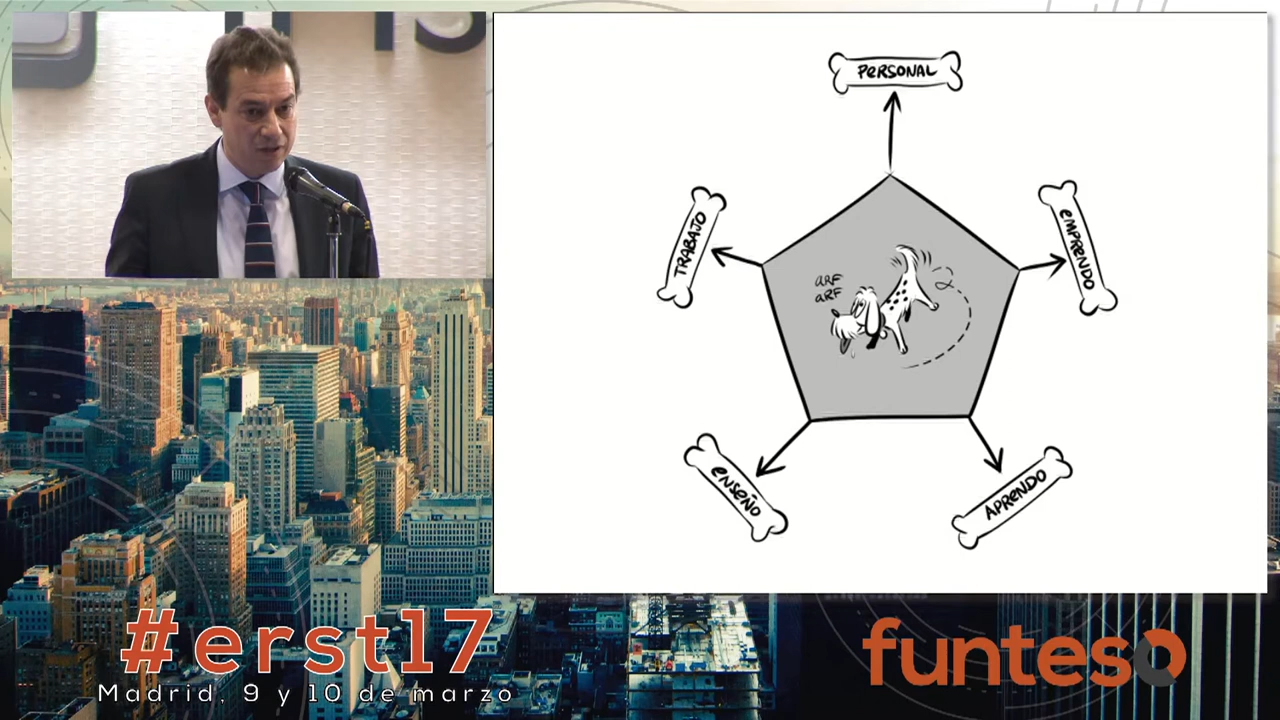 PERSONAL
TRABAJO
EMPRENDO
ARF
ARF
ENSEÑO
APRENDO
#erst17
Madrid, 9 y 10 de marzo
funteso